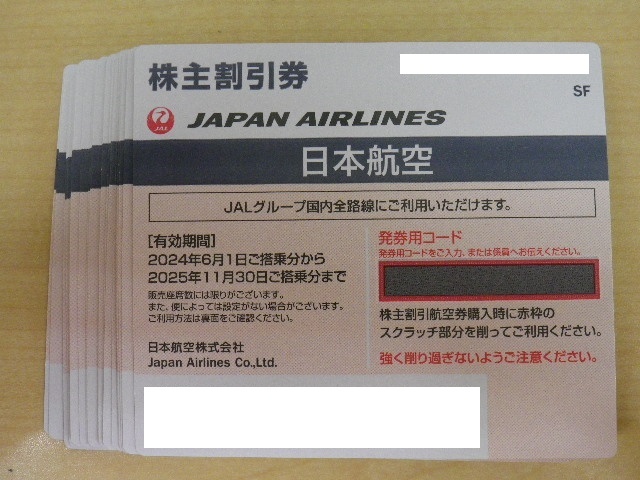 株主割引券
SF
JAL
JAPAN AIRLINES
日本航空
JALグループ国内全路線にご利用いただけます。
[有効期間]
2024年6月1日ご搭乗分から
2025年11月30日ご搭乗分まで
販売座席数には限りがございます。
また、便によっては設定がない場合がございます。
ご利用方法は裏面をご確認ください。
日本航空株式会社
Japan Airlines Co.,Ltd.
発券用コード
発券用コードをご入力、または係員へお伝えください。
株主割引航空券購入時に赤枠の
スクラッチ部分を削ってご利用ください。
強く削り過ぎないようご注意ください。